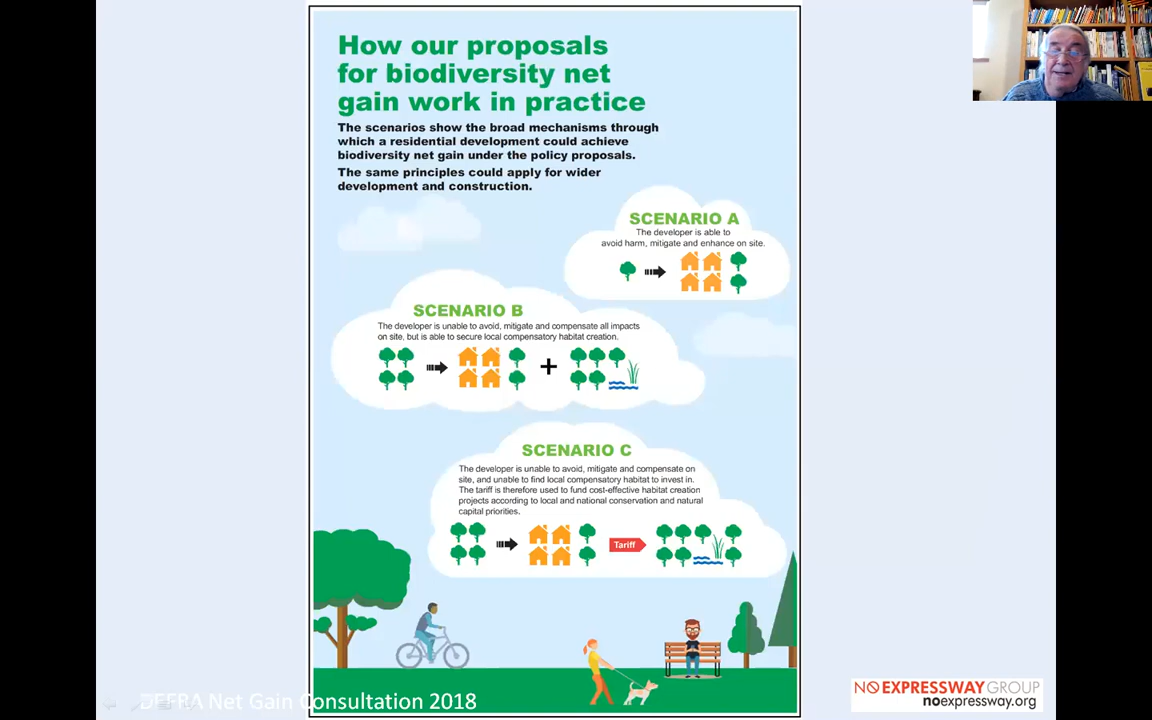 How our proposals
for biodiversity net
gain work in practice
The scenarios show the broad mechanisms through
which a residential development could achieve
biodiversity net gain under the policy proposals.
The same principles could apply for wider
development and construction.
SCENARIO A
The developer is able to
avoid harm, mitigate and enhance on site.
SCENARIO B
The developer is unable to avoid, mitigate and compensate all impacts
on site, but is able to secure local compensatory habitat creation.
+
SCENARIO C
The developer is unable to avoid, mitigate and compensate on
site, and unable to find local compensatory habitat to invest in.
The tariff is therefore used to fund cost-effective habitat creation
projects according to local and national conservation and natural
capital priorities.
Tariff
DEFRA Net Gain Consultation 2018
NO EXPRESSWAY GROUP
noexpressway.org